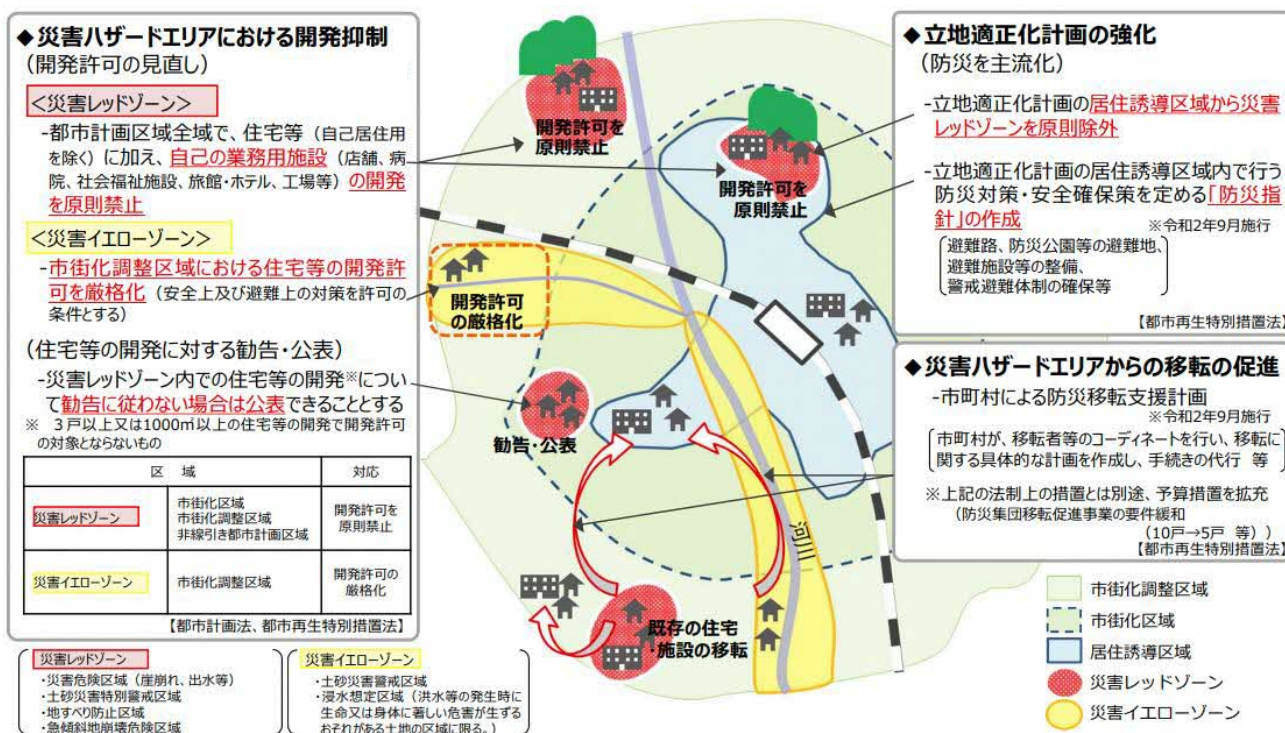 ◆災害ハザードエリアにおける開発抑制
(開発許可の見直し)
<災害レッドゾーン>
-都市計画区域全域で、住宅等(自己居住用
を除く)に加え、自己の業務用施設(店舗、病
院、社会福祉施設、旅館・ホテル、工場等)の開発
を原則禁止
<災害イエローゾーン>
-市街化調整区域における住宅等の開発許
可を厳格化(安全上及び避難上の対策を許可の
条件とする)
(住宅等の開発に対する勧告・公表)
-災害レッドゾーン内での住宅等の開発※につい
て勧告に従わない場合は公表できることとする
※ 3戸以上又は1000㎡以上の住宅等の開発で開発許可
の対象とならないもの
区 域 対応
災害レッドゾーン
市街化区域
市街化調整区域
非線引き都市計画区域
開発許可を
原則禁止
災害イエローゾーン
市街化調整区域
開発許可の
厳格化
【都市計画法、都市再生特別措置法】
災害レッドゾーン
・災害危険区域(崖崩れ、出水等)
・土砂災害特別警戒区域
・地すべり防止区域
・急傾斜地崩壊危険区域
災害イエローゾーン
・土砂災害警戒区域
・浸水想定区域(洪水等の発生時に
生命又は身体に著しい危害が生ずる
おそれがある土地の区域に限る。)
開発許可を
原則禁止
開発許可を
原則禁止
開発許可
の厳格化
勧告・公表
河川
既存の住宅
・施設の移転
◆立地適正化計画の強化
(防災を主流化)
-立地適正化計画の居住誘導区域から災害
レッドゾーンを原則除外
-立地適正化計画の居住誘導区域内で行う
防災対策・安全確保策を定める「防災指
針」の作成
※令和2年9月施行
避難路、防災公園等の避難地、
避難施設等の整備、
警戒避難体制の確保等
【都市再生特別措置法】
◆災害ハザードエリアからの移転の促進
-市町村による防災移転支援計画
※令和2年9月施行
市町村が、移転者等のコーディネートを行い、移転に
関する具体的な計画を作成し、手続きの代行 等
※上記の法制上の措置とは別途、予算措置を拡充
(防災集団移転促進事業の要件緩和
(10戸→5戸 等))
【都市再生特別措置法】
市街化調整区域
市街化区域
居住誘導区域
災害レッドゾーン
災害イエローゾーン